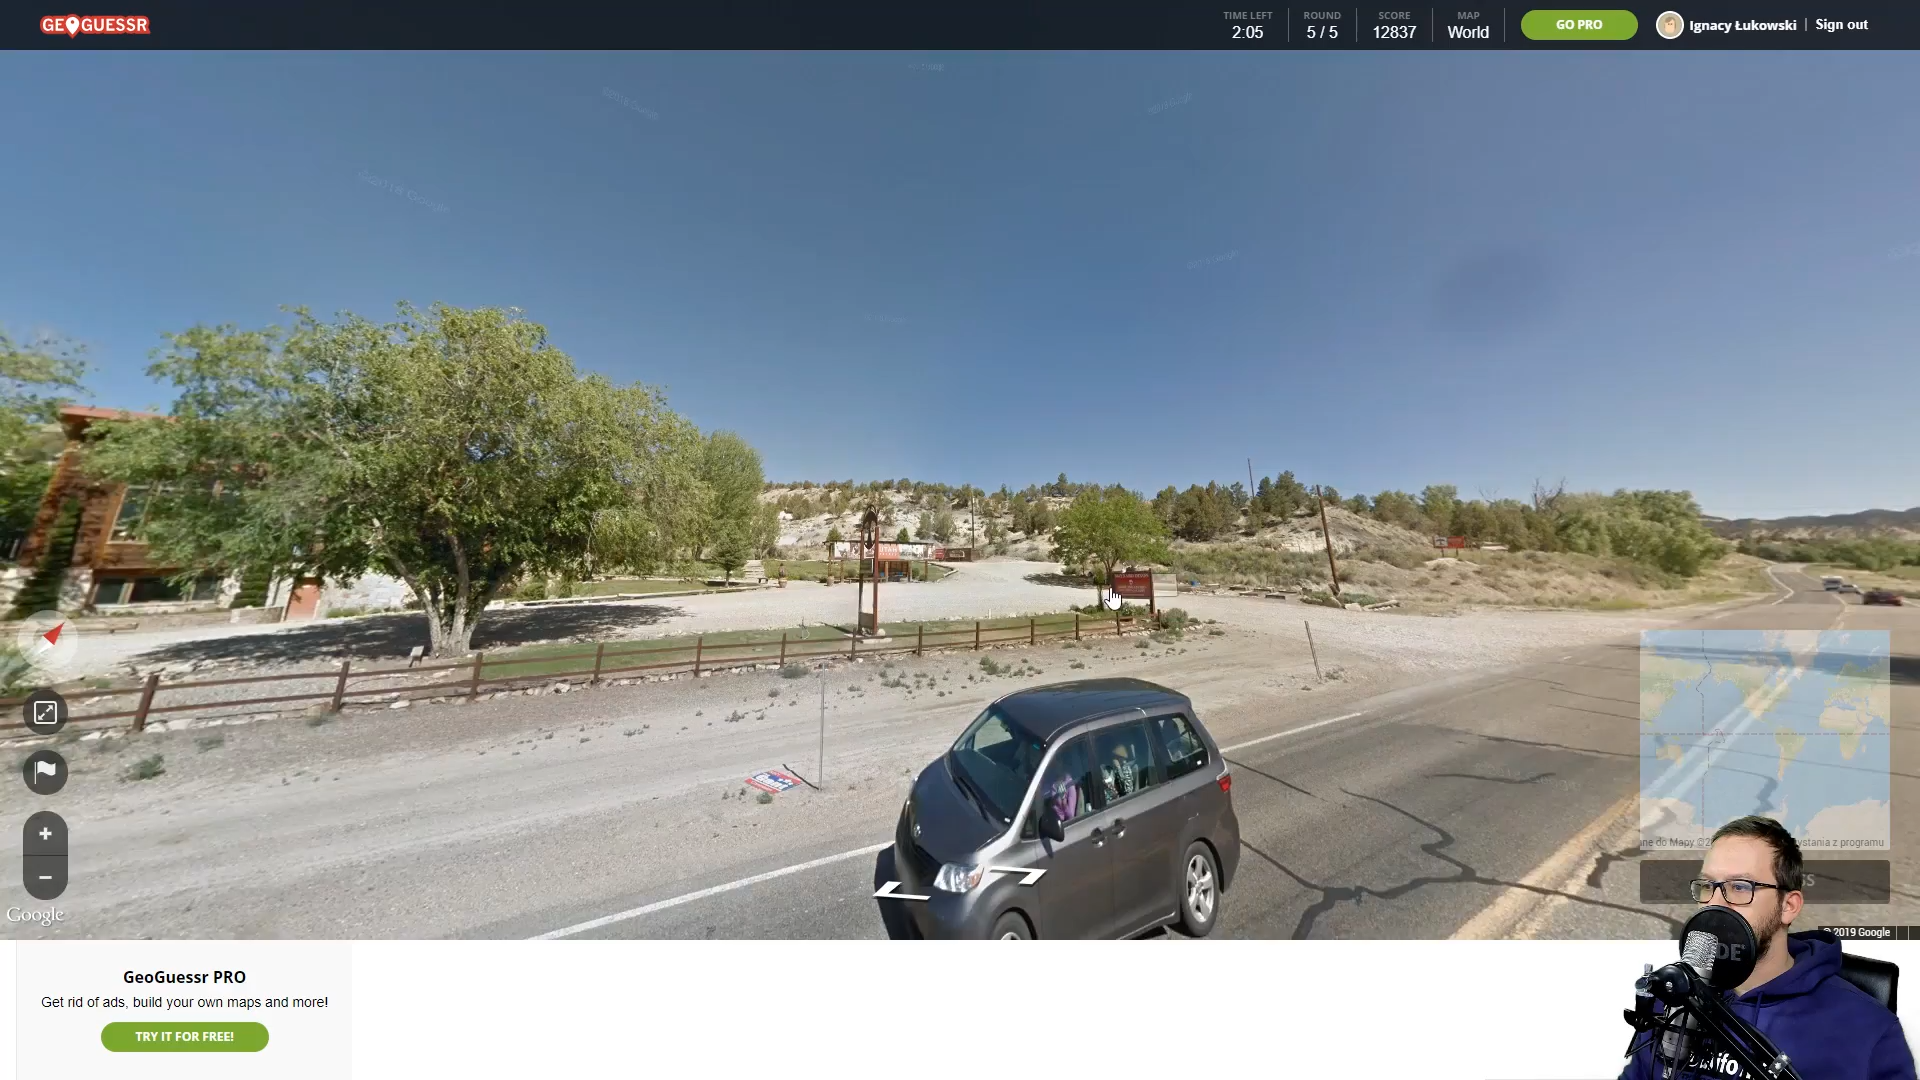 GEOGUESSR
TIME LEFT
2:05
ROUND
5 / 5
SCORE
12837
MAP
World
GO PRO
Ignacy Łukowski
Sign out
Google
© 2019 Google
GeoGuessr PRO
Get rid of ads, build your own maps and more!
TRY IT FOR FREE!